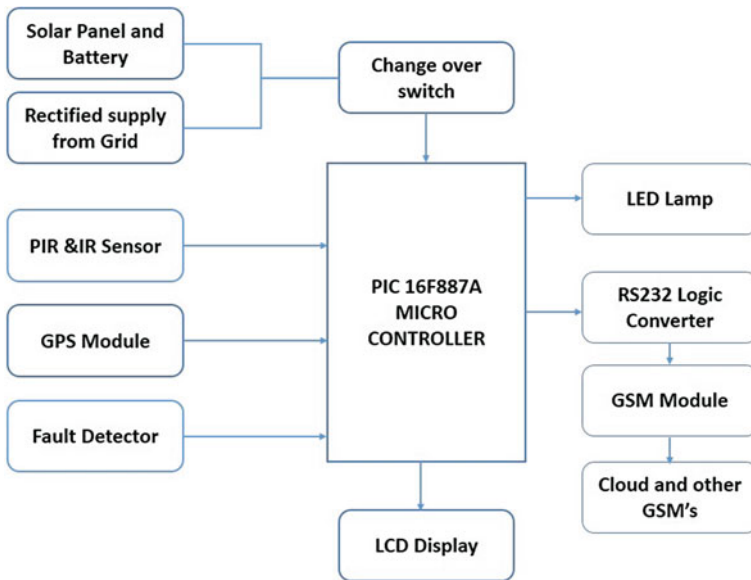 Solar Panel and
Battery
Change over
switch
Rectified supply
from Grid
LED Lamp
PIR &IR Sensor
PIC 16F887A
MICRO
CONTROLLER
RS232 Logic
Converter
GPS Module
GSM Module
Fault Detector
Cloud and other
GSM's
LCD Display